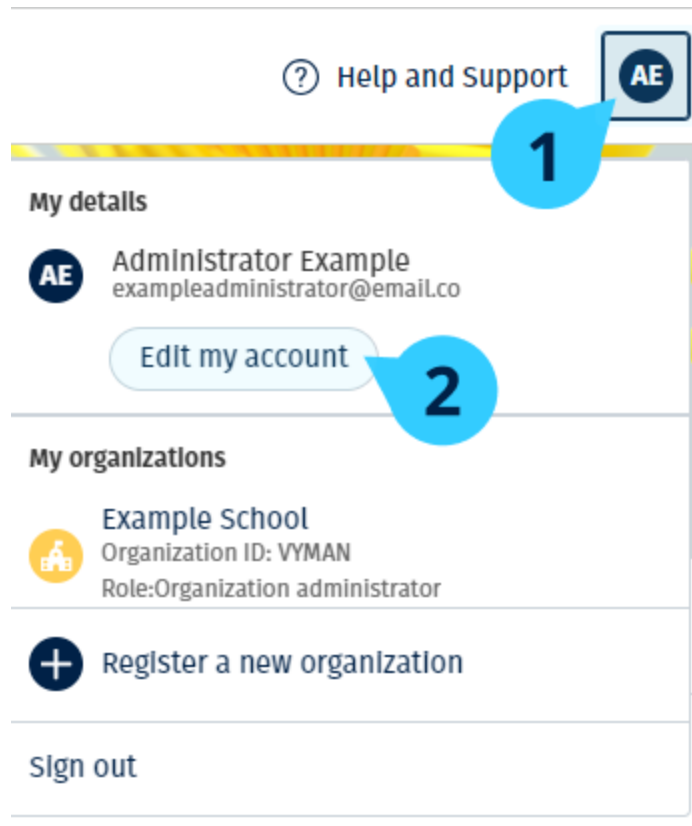 Help and Support
AE
1
My details
AE
Administrator Example
exampleadministrator@email.co
Edit my account
2
My organizations
Example School
Organization ID: VYMAN
Role:Organization administrator
Register a new organization
Sign out